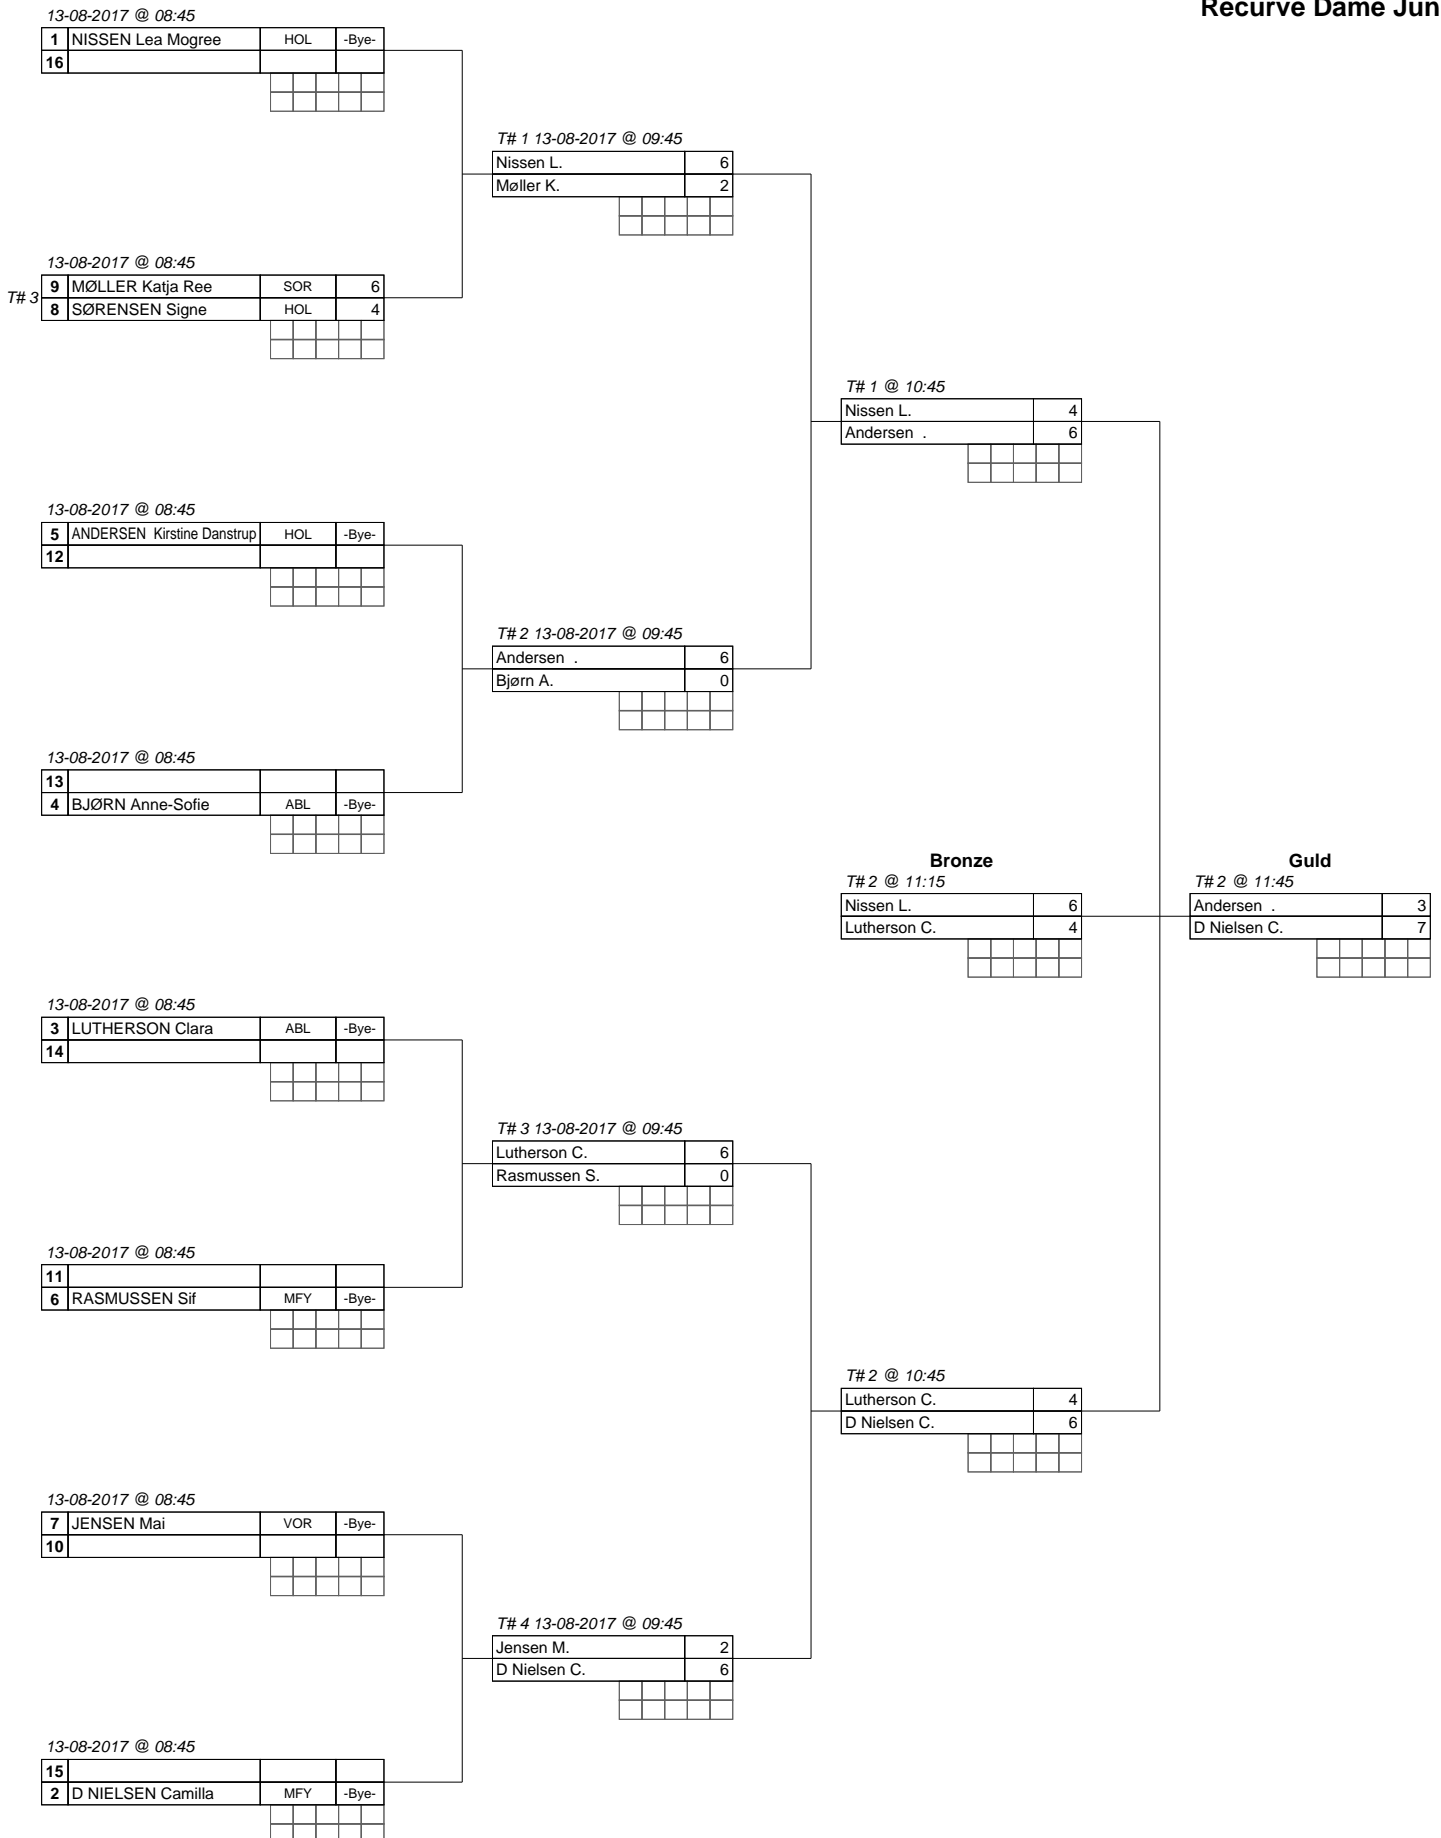 Recurve Dame Jun
13-08-2017 @ 08:45
1 NISSEN Lea Mogree HOL -Bye-
16
T# 1 13-08-2017 @ 09:45
Nissen L. 6
Møller K. 2
13-08-2017 @ 08:45
T# 3
9 MØLLER Katja Ree SOR 6
8 SØRENSEN Signe HOL 4
T# 1 @ 10:45
Nissen L. 4
Andersen . 6
13-08-2017 @ 08:45
5 ANDERSEN Kirstine Danstrup HOL -Bye-
12
T# 2 13-08-2017 @ 09:45
Andersen . 6
Bjørn A. 0
13-08-2017 @ 08:45
13
4 BJØRN Anne-Sofie ABL -Bye-
Bronze
T# 2 @ 11:15
Nissen L. 6
Lutherson C. 4
Guld
T# 2 @ 11:45
Andersen . 3
D Nielsen C. 7
13-08-2017 @ 08:45
3 LUTHERSON Clara ABL -Bye-
14
T# 3 13-08-2017 @ 09:45
Lutherson C. 6
Rasmussen S. 0
13-08-2017 @ 08:45
11
6 RASMUSSEN Sif MFY -Bye-
T# 2 @ 10:45
Lutherson C. 4
D Nielsen C. 6
13-08-2017 @ 08:45
7 JENSEN Mai VOR -Bye-
10
T# 4 13-08-2017 @ 09:45
Jensen M. 2
D Nielsen C. 6
13-08-2017 @ 08:45
15
2 D NIELSEN Camilla MFY -Bye-